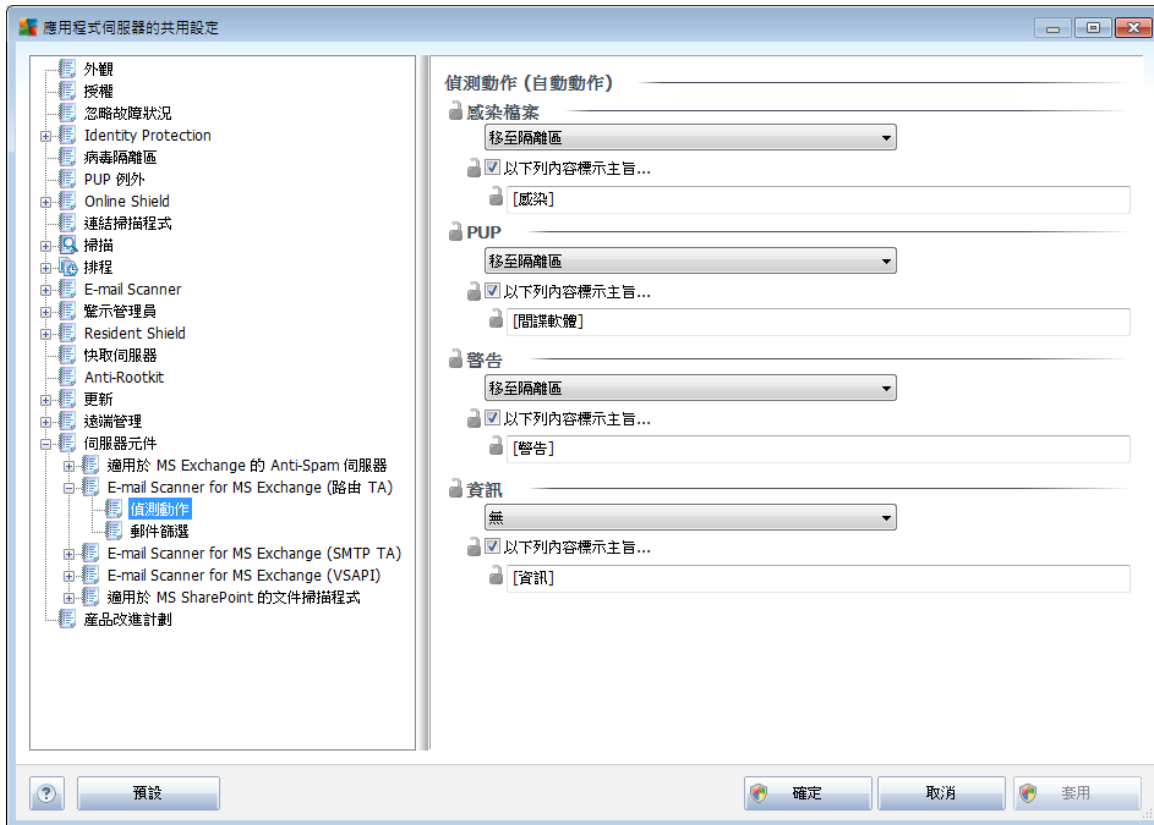 應用程式伺服器的共用設定
外觀
授權
忽略故障狀況
Identity Protection
病毒隔離區
PUP 例外
Online Shield
連結掃描程式
掃描
排程
E-mail Scanner
警示管理員
Resident Shield
快取伺服器
Anti-Rootkit
更新
遠端管理
伺服器元件
適用於 MS Exchange 的 Anti-Spam 伺服器
E-mail Scanner for MS Exchange (路由 TA)
偵測動作
郵件篩選
E-mail Scanner for MS Exchange (SMTP TA)
E-mail Scanner for MS Exchange (VSAPI)
適用於 MS SharePoint 的文件掃描程式
產品改進計劃
偵測動作 (自動動作)
感染檔案
移至隔離區
以下列內容標示主旨...
[感染]
PUP
移至隔離區
以下列內容標示主旨...
[間諜軟體]
警告
移至隔離區
以下列內容標示主旨...
[警告]
資訊
無
以下列內容標示主旨...
[資訊]
?
預設
確定
取消
套用